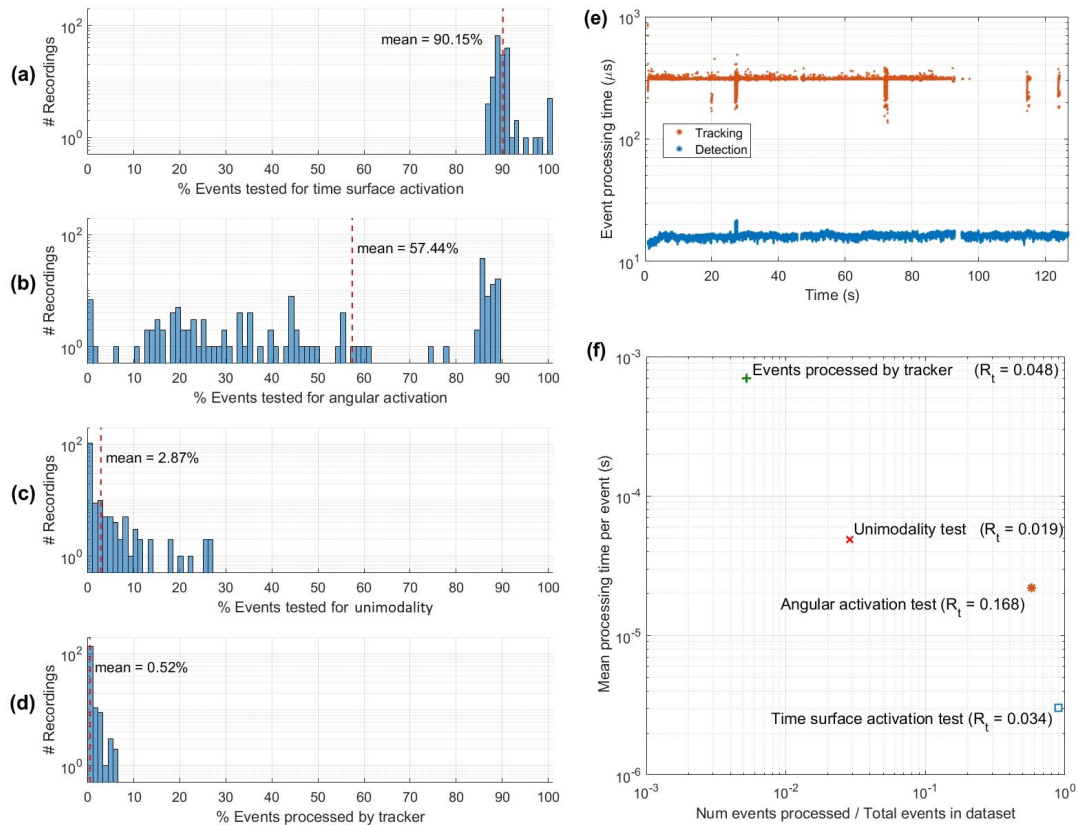 (a)
# Recordings
10^2
10^1
10^0
mean = 90.15%
0 10 20 30 40 50 60 70 80 90 100
% Events tested for time surface activation
(b)
# Recordings
10^2
10^1
10^0
mean = 57.44%
0 10 20 30 40 50 60 70 80 90 100
% Events tested for angular activation
(c)
# Recordings
10^2
10^1
10^0
mean = 2.87%
0 10 20 30 40 50 60 70 80 90 100
% Events tested for unimodality
(d)
# Recordings
10^2
10^1
10^0
mean = 0.52%
0 10 20 30 40 50 60 70 80 90 100
% Events processed by tracker
(e)
Event processing time (μs)
10^3
10^2
10^1
Tracking
Detection
0 20 40 60 80 100 120
Time (s)
(f)
Mean processing time per event (s)
10^-3
10^-4
10^-5
10^-6
Events processed by tracker (R_t = 0.048)
Unimodality test (R_t = 0.019)
Angular activation test (R_t = 0.168)
Time surface activation test (R_t = 0.034)
10^-3 10^-2 10^-1 10^0
Num events processed / Total events in dataset